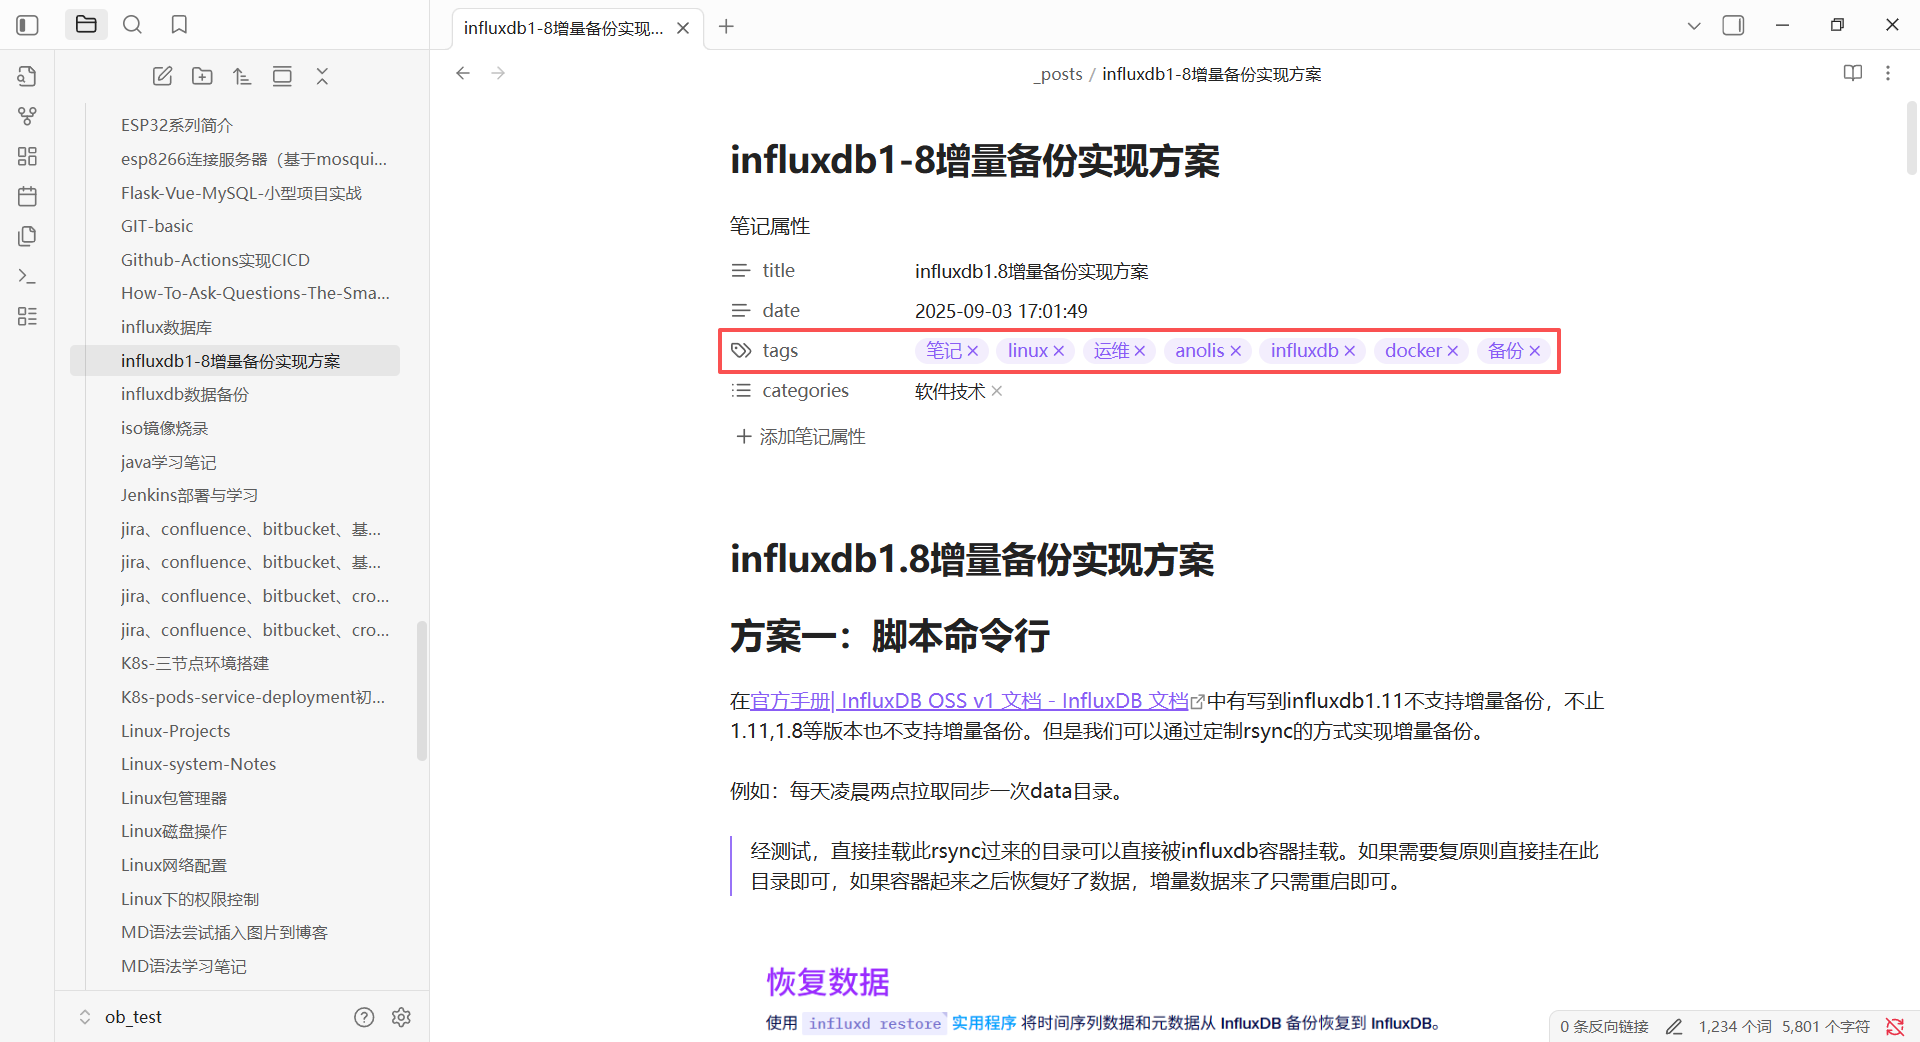 influxdb1-8增量备份实现...
_posts / influxdb1-8增量备份实现方案
ESP32系列简介
esp8266连接服务器（基于mosqui...
Flask-Vue-MySQL-小型项目实战
GIT-basic
Github-Actions实现CICD
How-To-Ask-Questions-The-Sma...
influx数据库
influxdb1-8增量备份实现方案
influxdb数据备份
iso镜像烧录
java学习笔记
Jenkins部署与学习
jira、confluence、bitbucket、基...
jira、confluence、bitbucket、基...
jira、confluence、bitbucket、cro...
jira、confluence、bitbucket、cro...
K8s-三节点环境搭建
K8s-pods-service-deployment初...
Linux-Projects
Linux-system-Notes
Linux包管理器
Linux磁盘操作
Linux网络配置
Linux下的权限控制
MD语法尝试插入图片到博客
MD语法学习笔记
ob_test
influxdb1-8增量备份实现方案
笔记属性
title influxdb1.8增量备份实现方案
date 2025-09-03 17:01:49
tags 笔记 linux 运维 anolis influxdb docker 备份
categories 软件技术
添加笔记属性
influxdb1.8增量备份实现方案
方案一：脚本命令行
在官方手册| InfluxDB OSS v1 文档 - InfluxDB 文档中有写到influxdb1.11不支持增量备份，不止
1.11,1.8等版本也不支持增量备份。但是我们可以通过定制rsync的方式实现增量备份。
例如：每天凌晨两点拉取同步一次data目录。
经测试，直接挂载此rsync过来的目录可以直接被influxdb容器挂载。如果需要复原则直接挂在此
目录即可，如果容器起来之后恢复好了数据，增量数据来了只需重启即可。
恢复数据
使用 influxd restore 实用程序 将时间序列数据和元数据从 InfluxDB 备份恢复到 InfluxDB。
0 条反向链接 1,234 个词 5,801 个字符